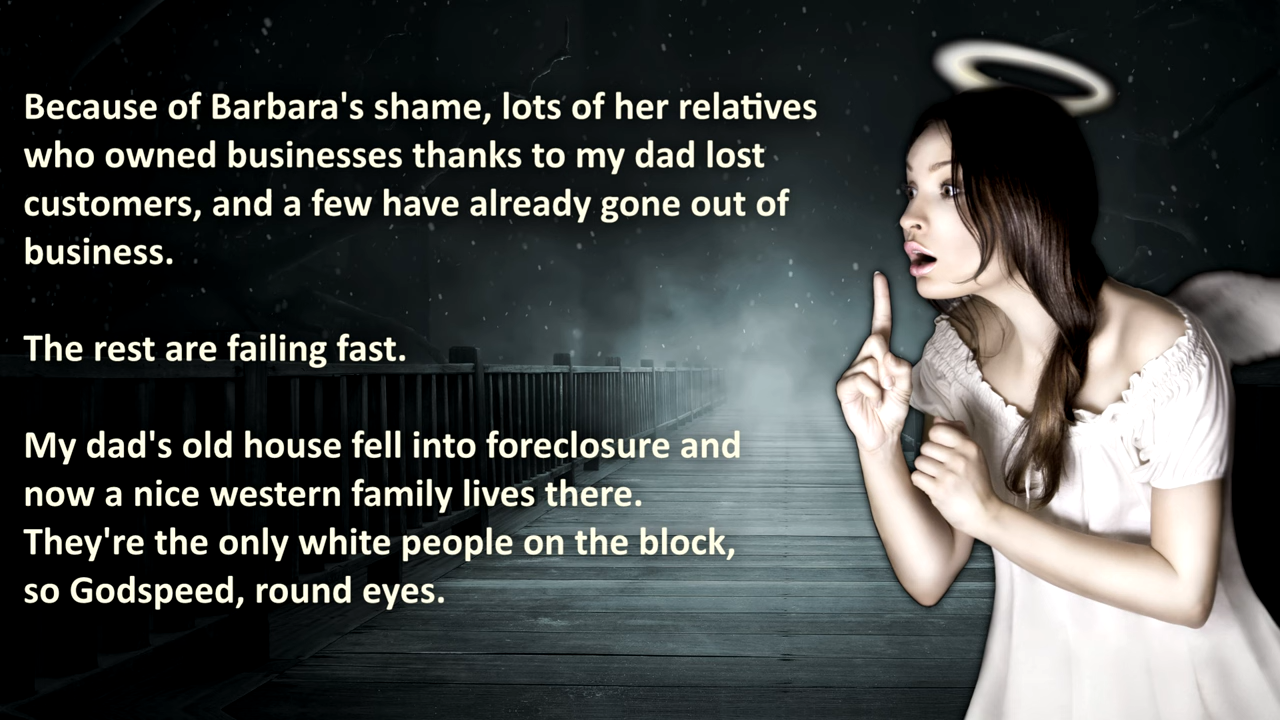 Because of Barbara's shame, lots of her relatives
who owned businesses thanks to my dad lost
customers, and a few have already gone out of
business.
The rest are failing fast.
My dad's old house fell into foreclosure and
now a nice western family lives there.
They're the only white people on the block,
so Godspeed, round eyes.